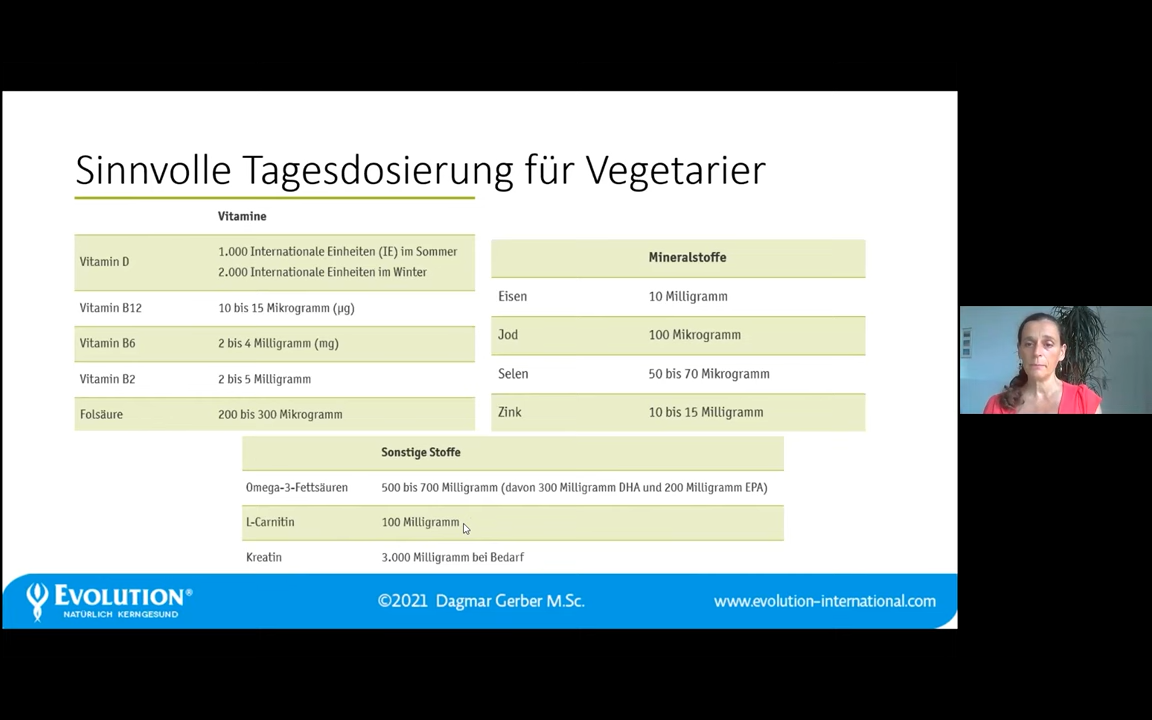 Sinnvolle Tagesdosierung für Vegetarier
Vitamine
Vitamin D
1.000 Internationale Einheiten (IE) im Sommer
2.000 Internationale Einheiten im Winter
Vitamin B12
10 bis 15 Mikrogramm (µg)
Vitamin B6
2 bis 4 Milligramm (mg)
Vitamin B2
2 bis 5 Milligramm
Folsäure
200 bis 300 Mikrogramm
Mineralstoffe
Eisen
10 Milligramm
Jod
100 Mikrogramm
Selen
50 bis 70 Mikrogramm
Zink
10 bis 15 Milligramm
Sonstige Stoffe
Omega-3-Fettsäuren
500 bis 700 Milligramm (davon 300 Milligramm DHA und 200 Milligramm EPA)
L-Carnitin
100 Milligramm
Kreatin
3.000 Milligramm bei Bedarf
EVOLUTION®
NATÜRLICH KERNGESUND
©2021 Dagmar Gerber M.Sc.
www.evolution-international.com